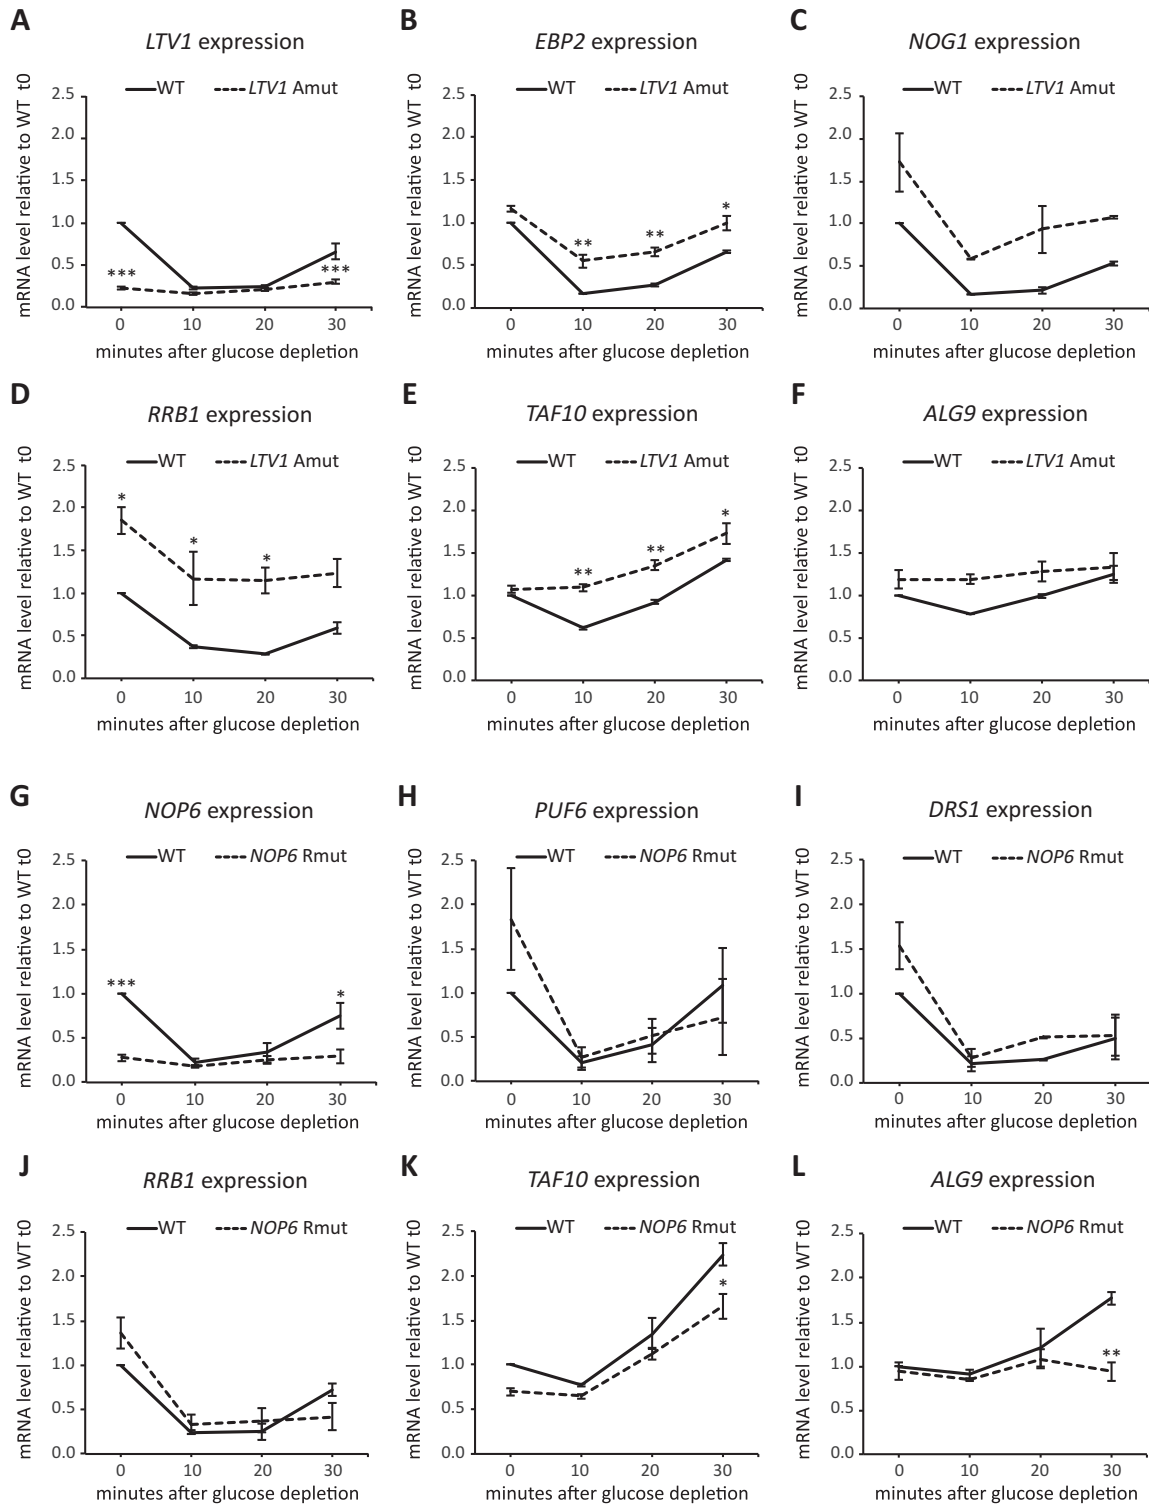 A
LTV1 expression
WT LTV1 Amut
mRNA level relative to WT t0
2.5
2.0
1.5
1.0
0.5
0.0
*** ***
0 10 20 30
minutes after glucose depletion
B
EBP2 expression
WT LTV1 Amut
mRNA level relative to WT t0
2.5
2.0
1.5
1.0
0.5
0.0
** ** *
0 10 20 30
minutes after glucose depletion
C
NOG1 expression
WT LTV1 Amut
mRNA level relative to WT t0
2.5
2.0
1.5
1.0
0.5
0.0
0 10 20 30
minutes after glucose depletion
D
RRB1 expression
WT LTV1 Amut
mRNA level relative to WT t0
2.5
2.0
1.5
1.0
0.5
0.0
* * *
0 10 20 30
minutes after glucose depletion
E
TAF10 expression
WT LTV1 Amut
mRNA level relative to WT t0
2.5
2.0
1.5
1.0
0.5
0.0
** ** *
0 10 20 30
minutes after glucose depletion
F
ALG9 expression
WT LTV1 Amut
mRNA level relative to WT t0
2.5
2.0
1.5
1.0
0.5
0.0
0 10 20 30
minutes after glucose depletion
G
NOP6 expression
WT NOP6 Rmut
mRNA level relative to WT t0
2.5
2.0
1.5
1.0
0.5
0.0
*** *
0 10 20 30
minutes after glucose depletion
H
PUF6 expression
WT NOP6 Rmut
mRNA level relative to WT t0
2.5
2.0
1.5
1.0
0.5
0.0
0 10 20 30
minutes after glucose depletion
I
DRS1 expression
WT NOP6 Rmut
mRNA level relative to WT t0
2.5
2.0
1.5
1.0
0.5
0.0
0 10 20 30
minutes after glucose depletion
J
RRB1 expression
WT NOP6 Rmut
mRNA level relative to WT t0
2.5
2.0
1.5
1.0
0.5
0.0
0 10 20 30
minutes after glucose depletion
K
TAF10 expression
WT NOP6 Rmut
mRNA level relative to WT t0
2.5
2.0
1.5
1.0
0.5
0.0
*
0 10 20 30
minutes after glucose depletion
L
ALG9 expression
WT NOP6 Rmut
mRNA level relative to WT t0
2.5
2.0
1.5
1.0
0.5
0.0
**
0 10 20 30
minutes after glucose depletion